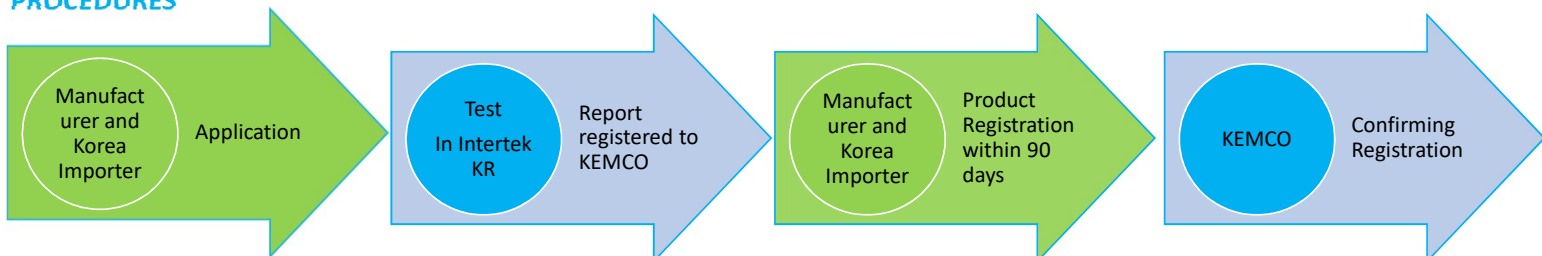 PROCEDURES
Manufact
urer and
Korea
Importer
Application
Test
In Intertek
KR
Report
registered to
KEMCO
Manufact
urer and
Korea
Importer
Product
Registration
within 90
days
KEMCO
Confirming
Registration